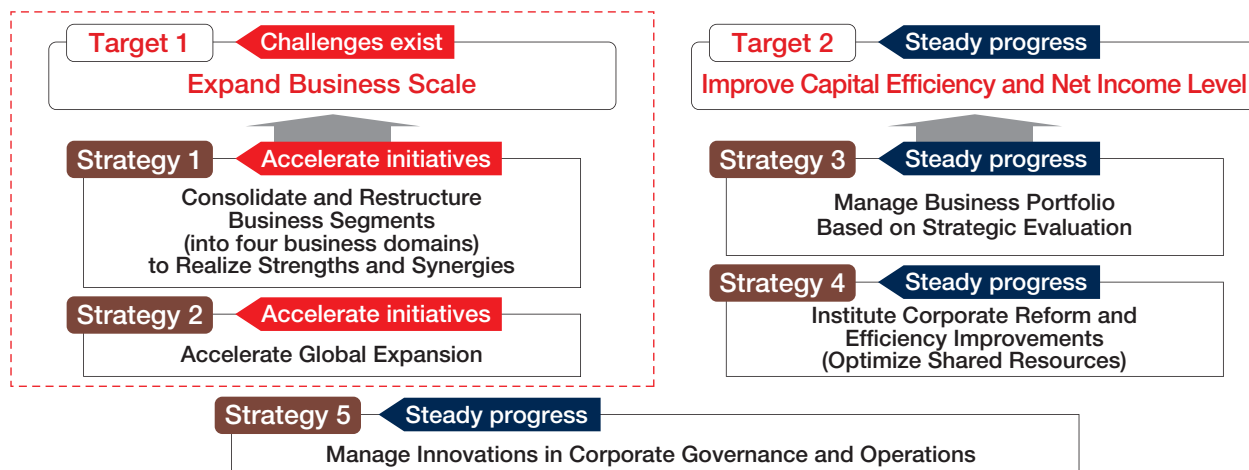 Target 1
Challenges exist
Expand Business Scale
Strategy 1
Accelerate initiatives
Consolidate and Restructure
Business Segments
(into four business domains)
to Realize Strengths and Synergies
Strategy 2
Accelerate initiatives
Accelerate Global Expansion
Target 2
Steady progress
Improve Capital Efficiency and Net Income Level
Strategy 3
Steady progress
Manage Business Portfolio
Based on Strategic Evaluation
Strategy 4
Steady progress
Institute Corporate Reform and
Efficiency Improvements
(Optimize Shared Resources)
Strategy 5
Steady progress
Manage Innovations in Corporate Governance and Operations